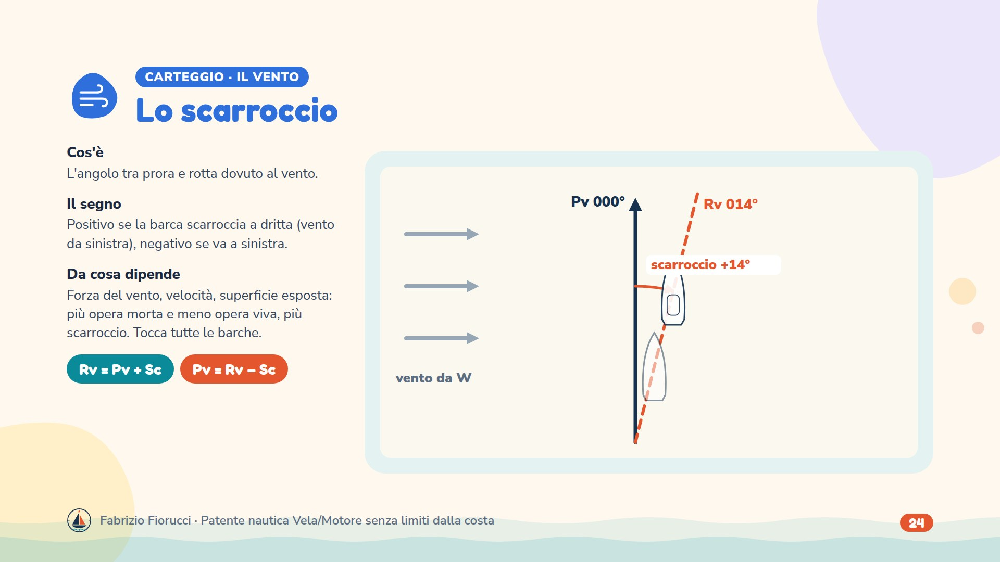 CARTEGGIO · IL VENTO
Lo scarroccio
Cos'è
L'angolo tra prora e rotta dovuto al vento.
Il segno
Positivo se la barca scarroccia a dritta (vento
da sinistra), negativo se va a sinistra.
Da cosa dipende
Forza del vento, velocità, superficie esposta:
più opera morta e meno opera viva, più
scarroccio. Tocca tutte le barche.
Rv = Pv + Sc
Pv = Rv – Sc
Pv 000°
Rv 014°
scarroccio +14°
vento da W
Fabrizio Fiorucci · Patente nautica Vela/Motore senza limiti dalla costa
24